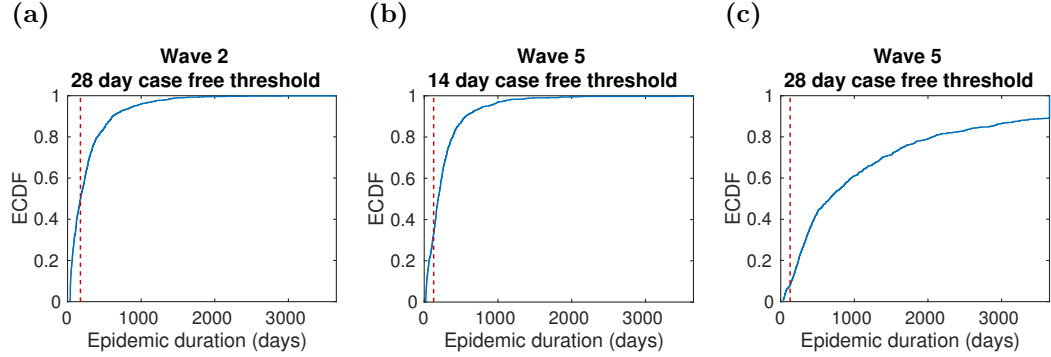 (a)
Wave 2
28 day case free threshold
1
0.8
0.6
0.4
0.2
0
ECDF
0 1000 2000 3000
Epidemic duration (days)
(b)
Wave 5
14 day case free threshold
1
0.8
0.6
0.4
0.2
0
ECDF
0 1000 2000 3000
Epidemic duration (days)
(c)
Wave 5
28 day case free threshold
1
0.8
0.6
0.4
0.2
0
ECDF
0 1000 2000 3000
Epidemic duration (days)